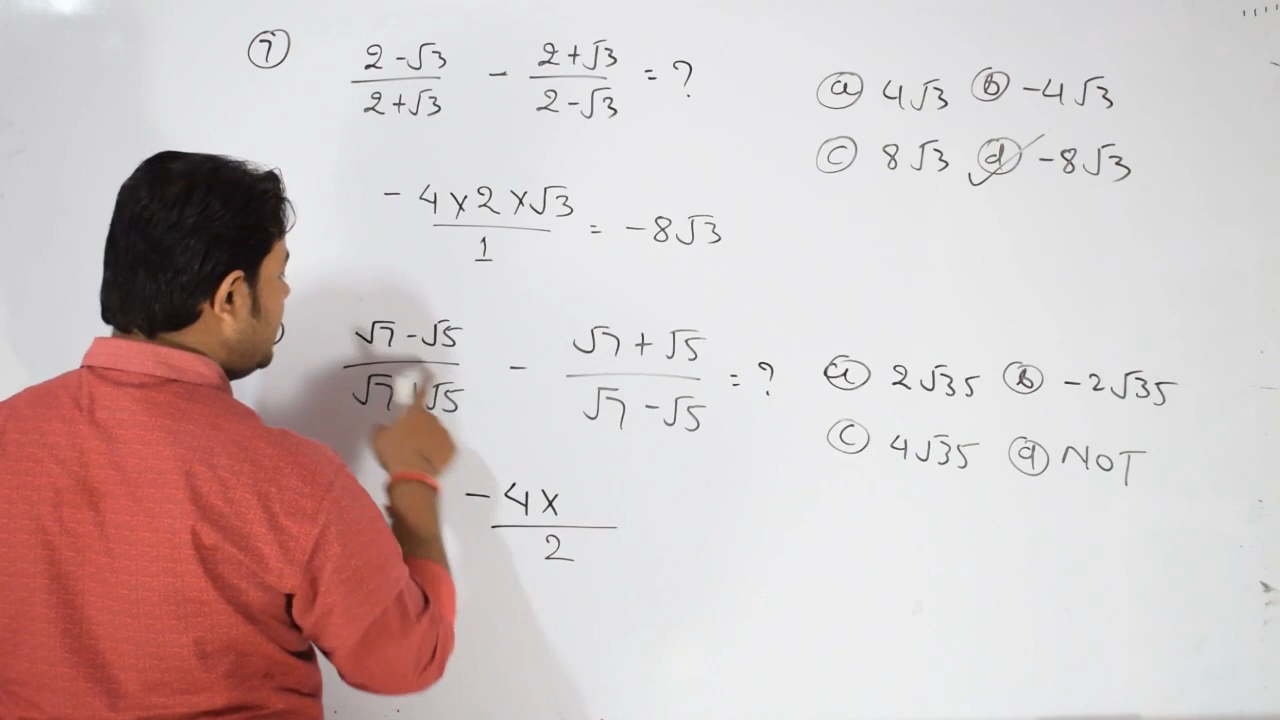 ⑦ (2-√3)/(2+√3) - (2+√3)/(2-√3) = ?
ⓐ 4√3 ⓑ -4√3
ⓒ 8√3 ⓓ -8√3
- (4×2×√3)/1 = -8√3
(√7-√5)/(√7+√5) - (√7+√5)/(√7-√5) = ?
ⓐ 2√35 ⓑ -2√35
ⓒ 4√35 ⓓ NOT
- (4×)/2